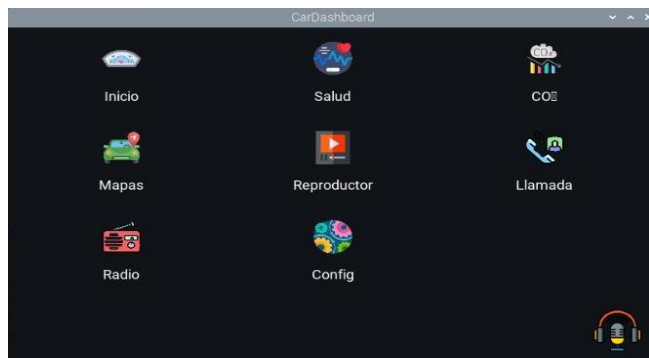 CarDashboard
Inicio
Salud
CO▯
Mapas
Reproductor
Llamada
Radio
Config